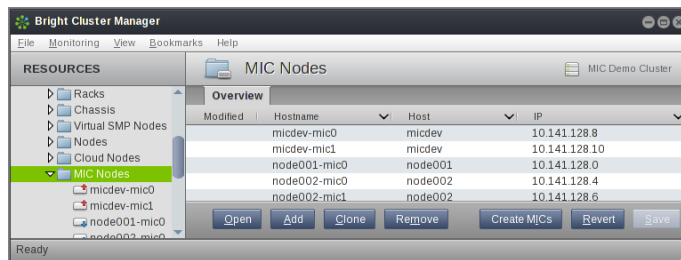 Bright Cluster Manager
File Monitoring View Bookmarks Help
RESOURCES
MIC Nodes
MIC Demo Cluster
Racks
Chassis
Virtual SMP Nodes
Nodes
Cloud Nodes
MIC Nodes
micdev-mic0
micdev-mic1
node001-mic0
node002-mic0
Overview
Modified Hostname Host IP
micdev-mic0 micdev 10.141.128.8
micdev-mic1 micdev 10.141.128.10
node001-mic0 node001 10.141.128.0
node002-mic0 node002 10.141.128.4
node002-mic1 node002 10.141.128.6
Open Add Clone Remove Create MICs Revert Save
Ready